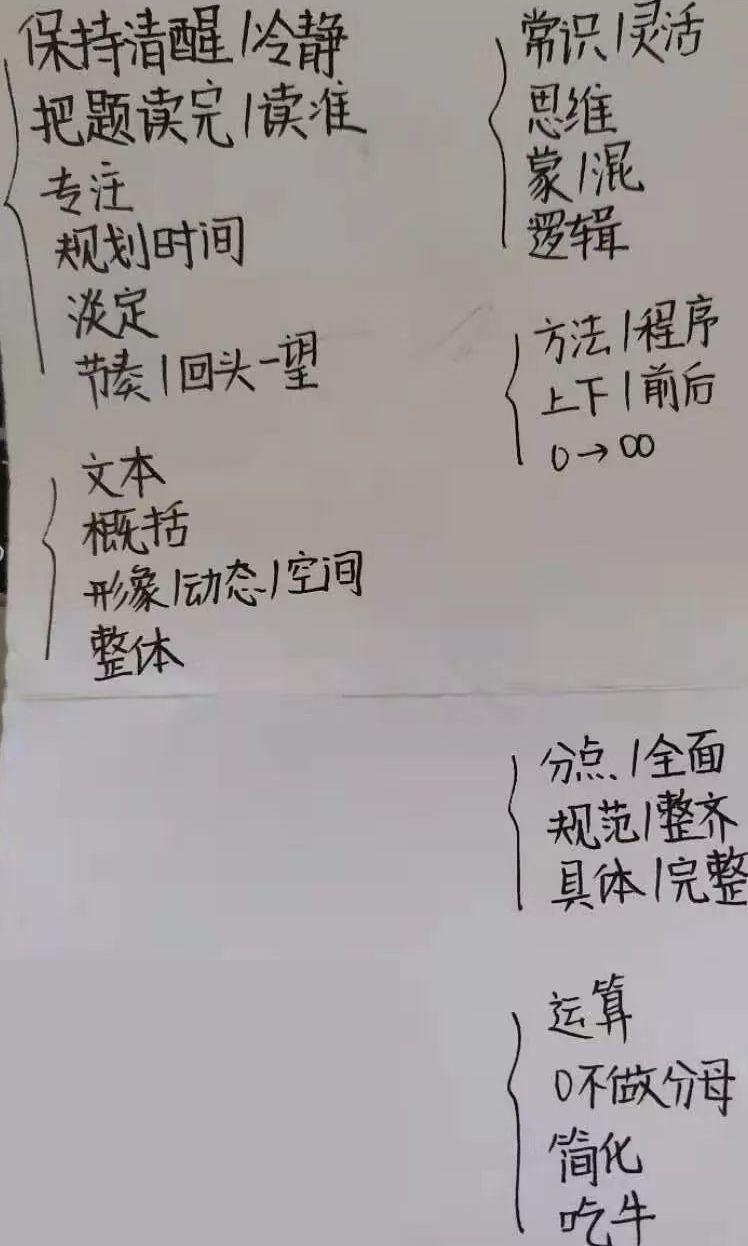 保持清醒|冷静
把题读完|读准
专注
规划时间
淡定
节奏|回头一望
文本
概括
形象|动态|空间
整体
常识|灵活
思维
蒙|混
逻辑
方法|程序
上下|前后
0→∞
分点|全面
规范|整齐
具体|完整
运算
0不做分母
简化
吃牛